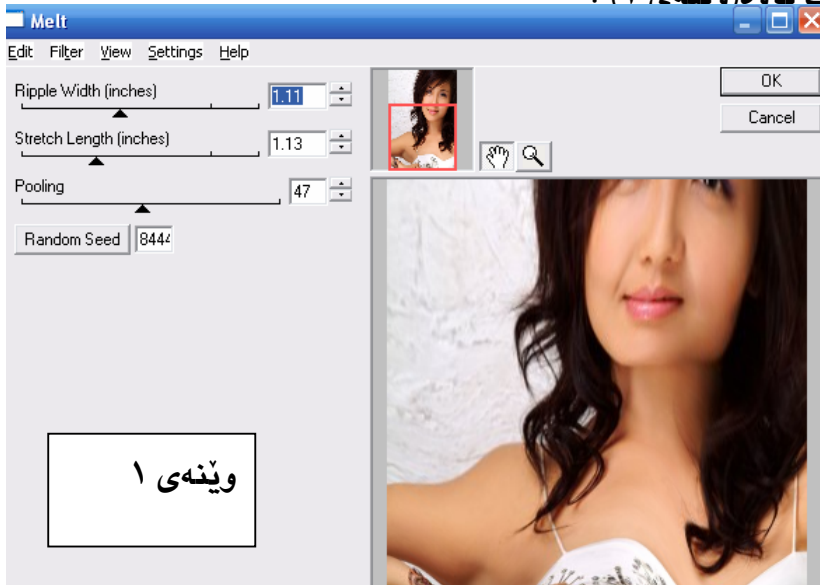 Melt
Edit Filter View Settings Help
Ripple Width (inches)
1.11
OK
Cancel
Stretch Length (inches)
1.13
Pooling
47
Random Seed
8444
وێنەی ١